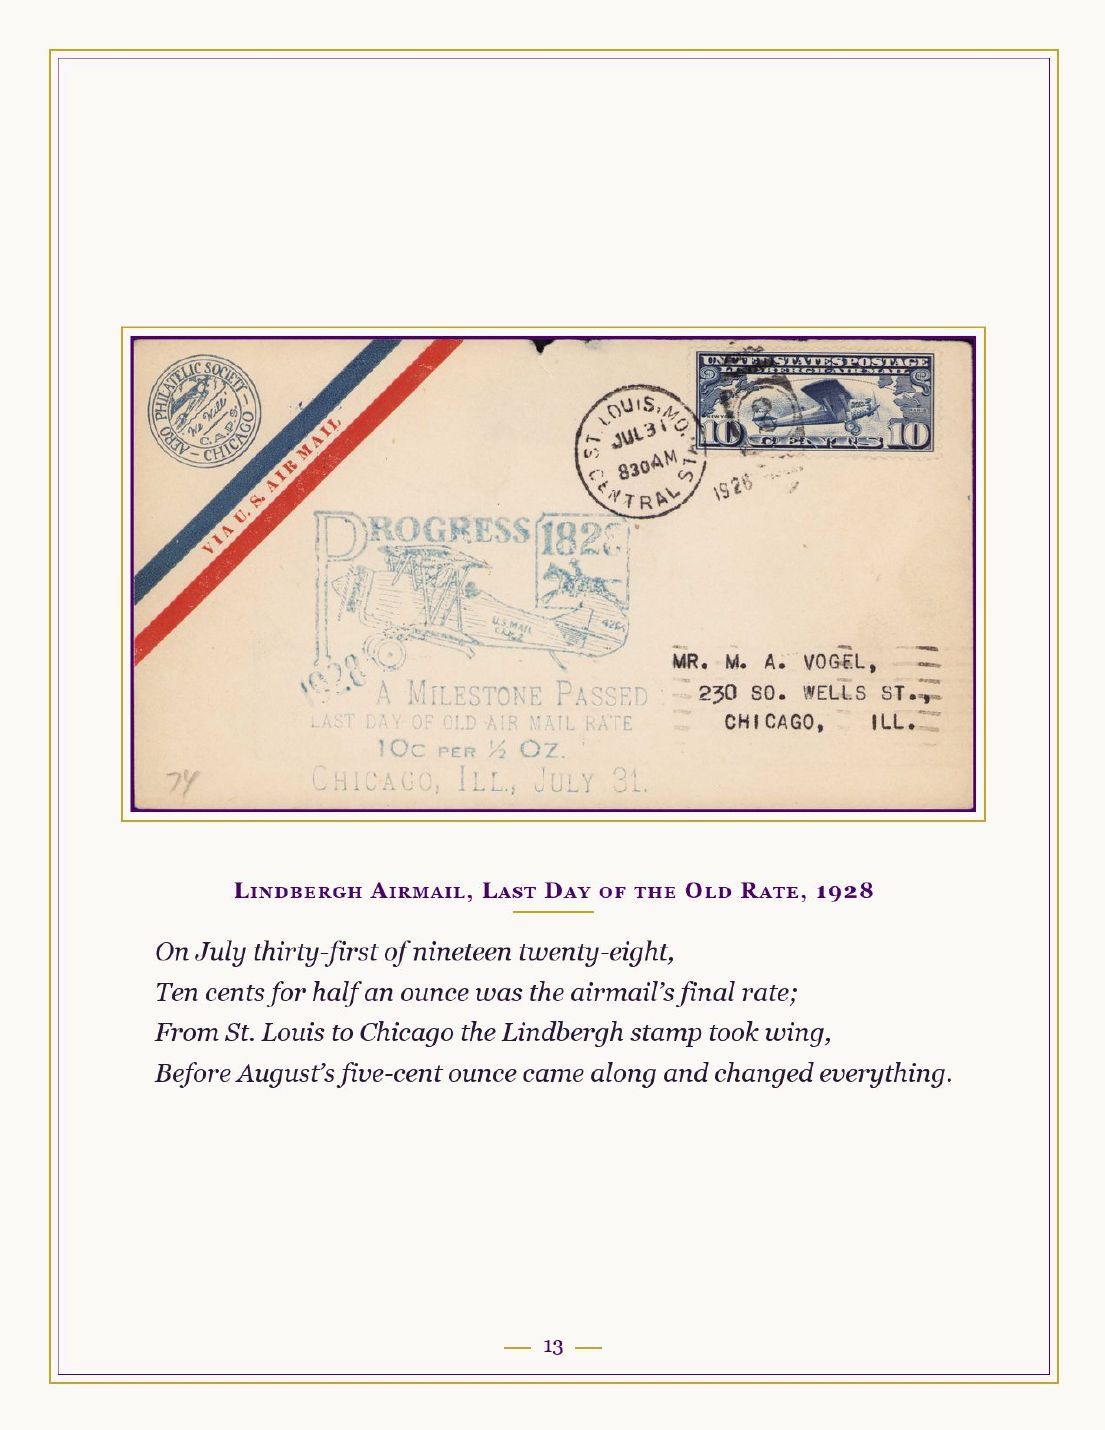 AERO PHILATELIC SOCIETY
We Will
C.A.P.S.
— CHICAGO —
VIA U. S. AIR MAIL
UNITED STATES POSTAGE
LINDBERGH AIR MAIL
10 CENTS 10
ST. LOUIS, MO.
JUL 31
830AM
CENTRAL STA.
1928
PROGRESS 1828
U.S. MAIL
1928
A MILESTONE PASSED
LAST DAY OF OLD AIR MAIL RATE
10c PER ½ OZ.
CHICAGO, ILL., JULY 31.
MR. M. A. VOGEL,
230 SO. WELLS ST.,
CHICAGO, ILL.
74
Lindbergh Airmail, Last Day of the Old Rate, 1928
On July thirty-first of nineteen twenty-eight,
Ten cents for half an ounce was the airmail’s final rate;
From St. Louis to Chicago the Lindbergh stamp took wing,
Before August’s five-cent ounce came along and changed everything.
13